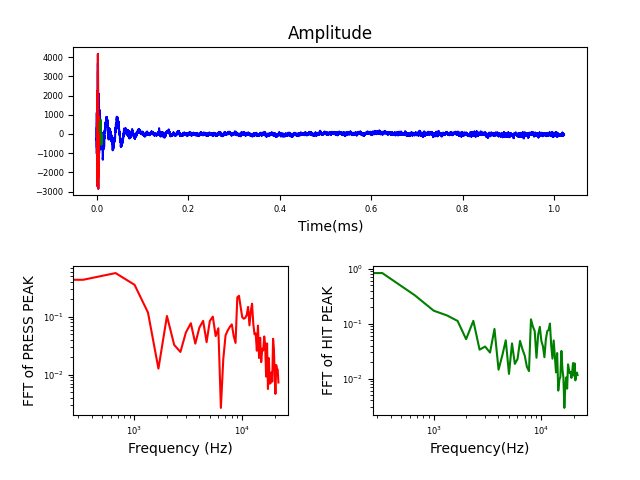 Amplitude
4000
3000
2000
1000
0
−1000
−2000
−3000
0.0 0.2 0.4 0.6 0.8 1.0
Time(ms)
FFT of PRESS PEAK
10⁻¹
10⁻²
10³ 10⁴
Frequency (Hz)
FFT of HIT PEAK
10⁰
10⁻¹
10⁻²
10³ 10⁴
Frequency(Hz)